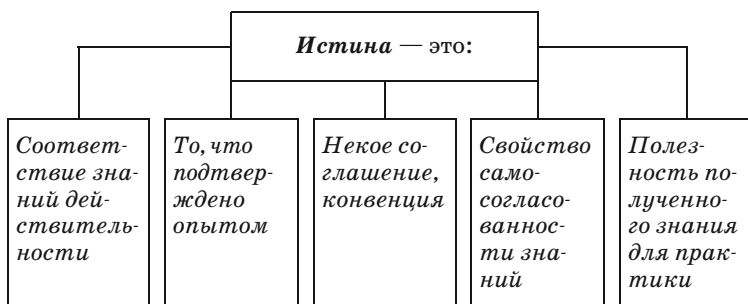 Истина — это:
Соответ-
ствие зна-
ний дей-
ствитель-
ности
То, что
подтвер-
ждено
опытом
Некое со-
глашение,
конвенция
Свойство
само-
согласо-
ваннос-
ти зна-
ний
Полез-
ность по-
лученно-
го знания
для прак-
тики